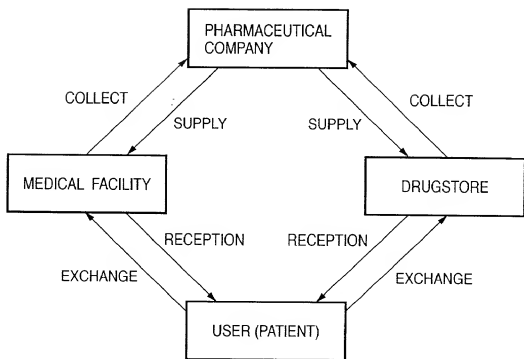 PHARMACEUTICAL
COMPANY
COLLECT
COLLECT
SUPPLY
SUPPLY
MEDICAL FACILITY
DRUGSTORE
RECEPTION
RECEPTION
EXCHANGE
EXCHANGE
USER (PATIENT)